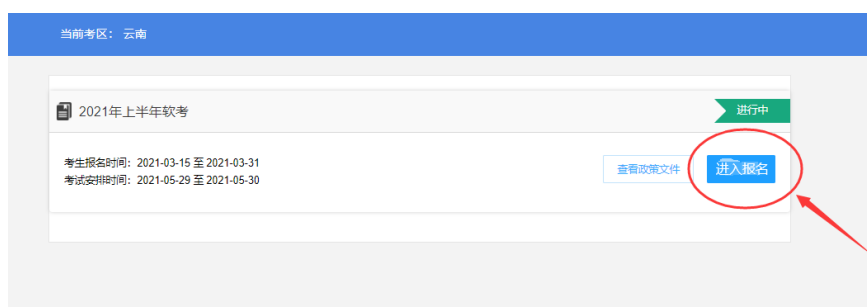 当前考区： 云南
2021年上半年软考
进行中
考生报名时间：2021-03-15 至 2021-03-31
考试安排时间：2021-05-29 至 2021-05-30
查看政策文件
进入报名